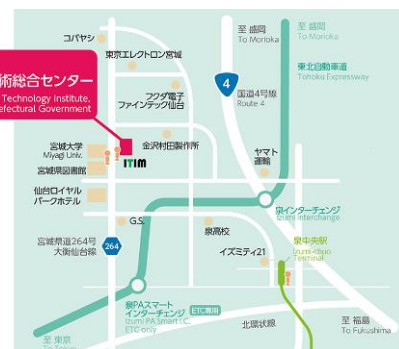 コバヤシ
東京エレクトロン宮城
至 盛岡
To Morioka
至 盛岡
To Morioka
術総合センター
Technology Institute,
efectural Government
フクダ電子
ファインテック仙台
4
国道4号線
Route 4
東北自動車道
Tohoku Expressway
宮城大学
Miyagi Univ.
宮城県図書館
ITIM
金沢村田製作所
ヤマト
運輸
仙台ロイヤル
パークホテル
G.S.
泉高校
泉インターチェンジ
Izumi Interchange
宮城県道264号
大衡仙台線
264
イズミティ21
泉中央駅
Izumi-chuo
Terminal
泉PAスマート
インターチェンジ
ETC専用
Izumi PA Smart I.C.
ETC only
北環状線
至 福島
To Fukushima
至 東京